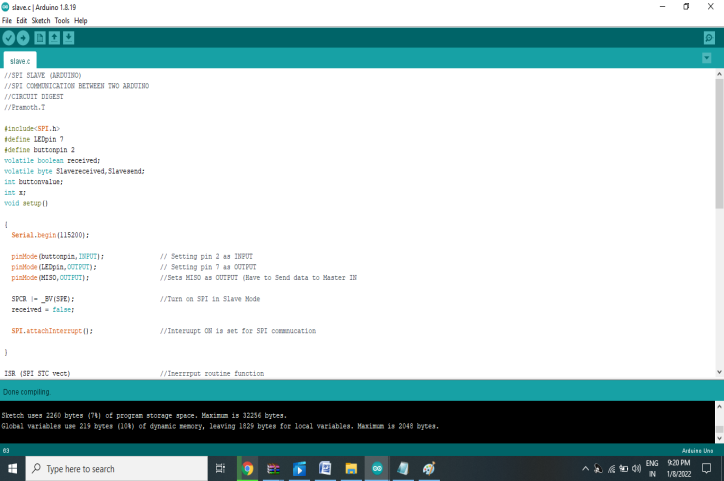 slave.c | Arduino 1.8.19
File Edit Sketch Tools Help
slave.c
//SPI SLAVE (ARDUINO)
//SPI COMMUNICATION BETWEEN TWO ARDUINO
//CIRCUIT DIGEST
//Pramoth.T
#include<SPI.h>
#define LEDpin 7
#define buttonpin 2
volatile boolean received;
volatile byte Slavereceived,Slavesend;
int buttonvalue;
int x;
void setup()
{
Serial.begin(115200);
pinMode(buttonpin,INPUT); // Setting pin 2 as INPUT
pinMode(LEDpin,OUTPUT); // Setting pin 7 as OUTPUT
pinMode(MISO,OUTPUT); //Sets MISO as OUTPUT (Have to Send data to Master IN
SPCR |= _BV(SPE); //Turn on SPI in Slave Mode
received = false;
SPI.attachInterrupt(); //Interuupt ON is set for SPI commnucation
}
ISR (SPI STC vect) //Inerrrput routine function
Done compiling.
Sketch uses 2260 bytes (7%) of program storage space. Maximum is 32256 bytes.
Global variables use 219 bytes (10%) of dynamic memory, leaving 1829 bytes for local variables. Maximum is 2048 bytes.
63 Arduino Uno
Type here to search
ENG 9:20 PM
IN 1/8/2022